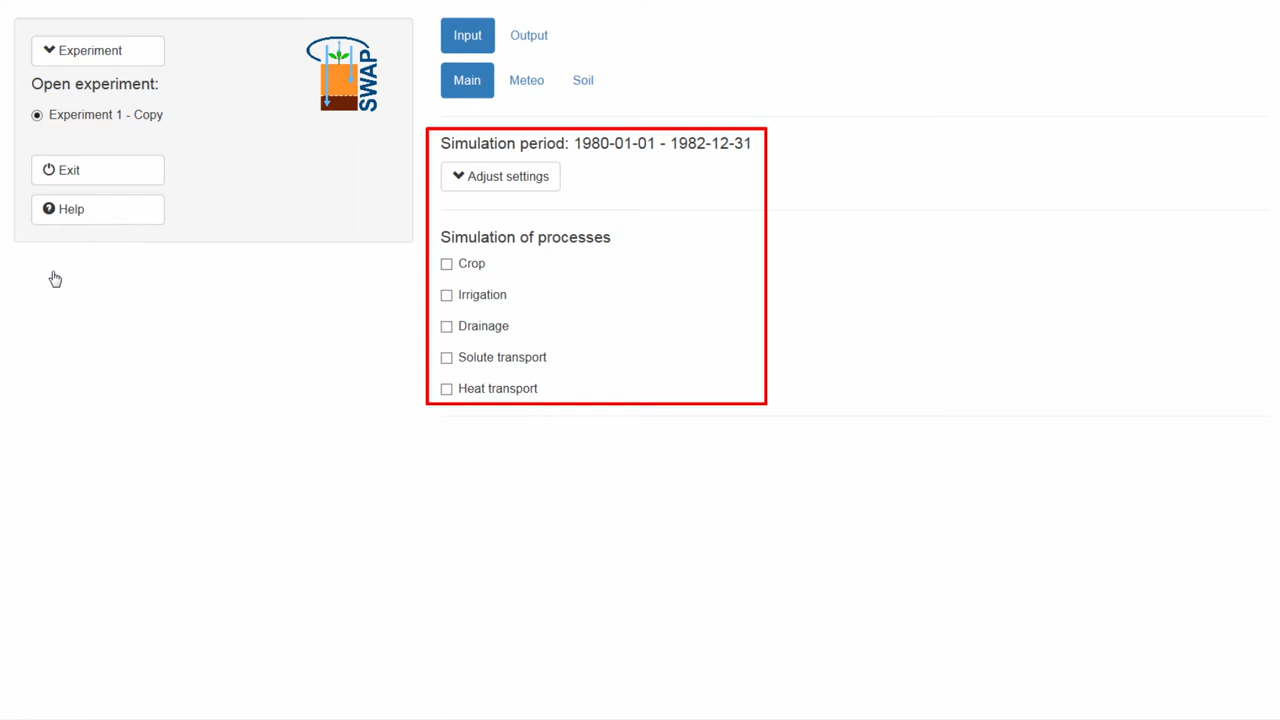 Experiment
Open experiment:
Experiment 1 - Copy
Exit
Help
SWAP
Input Output
Main Meteo Soil
Simulation period: 1980-01-01 - 1982-12-31
Adjust settings
Simulation of processes
Crop
Irrigation
Drainage
Solute transport
Heat transport